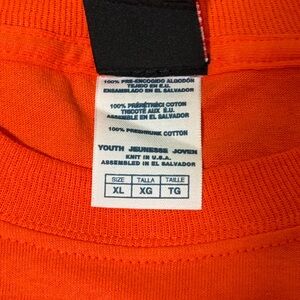 100% PRE-ENCOGIDO ALGODÓN
TEJIDO EN E.U.
ENSAMBLADO EN EL SALVADOR
100% PRÉRÉTRÉCI COTON
TRICOTÉ AUX É.U.
ASSEMBLÉ EN EL SALVADOR
100% PRESHRUNK COTTON
YOUTH JEUNESSE JOVEN
KNIT IN U.S.A.
ASSEMBLED IN EL SALVADOR
SIZE TALLA TAILLE
XL XG TG